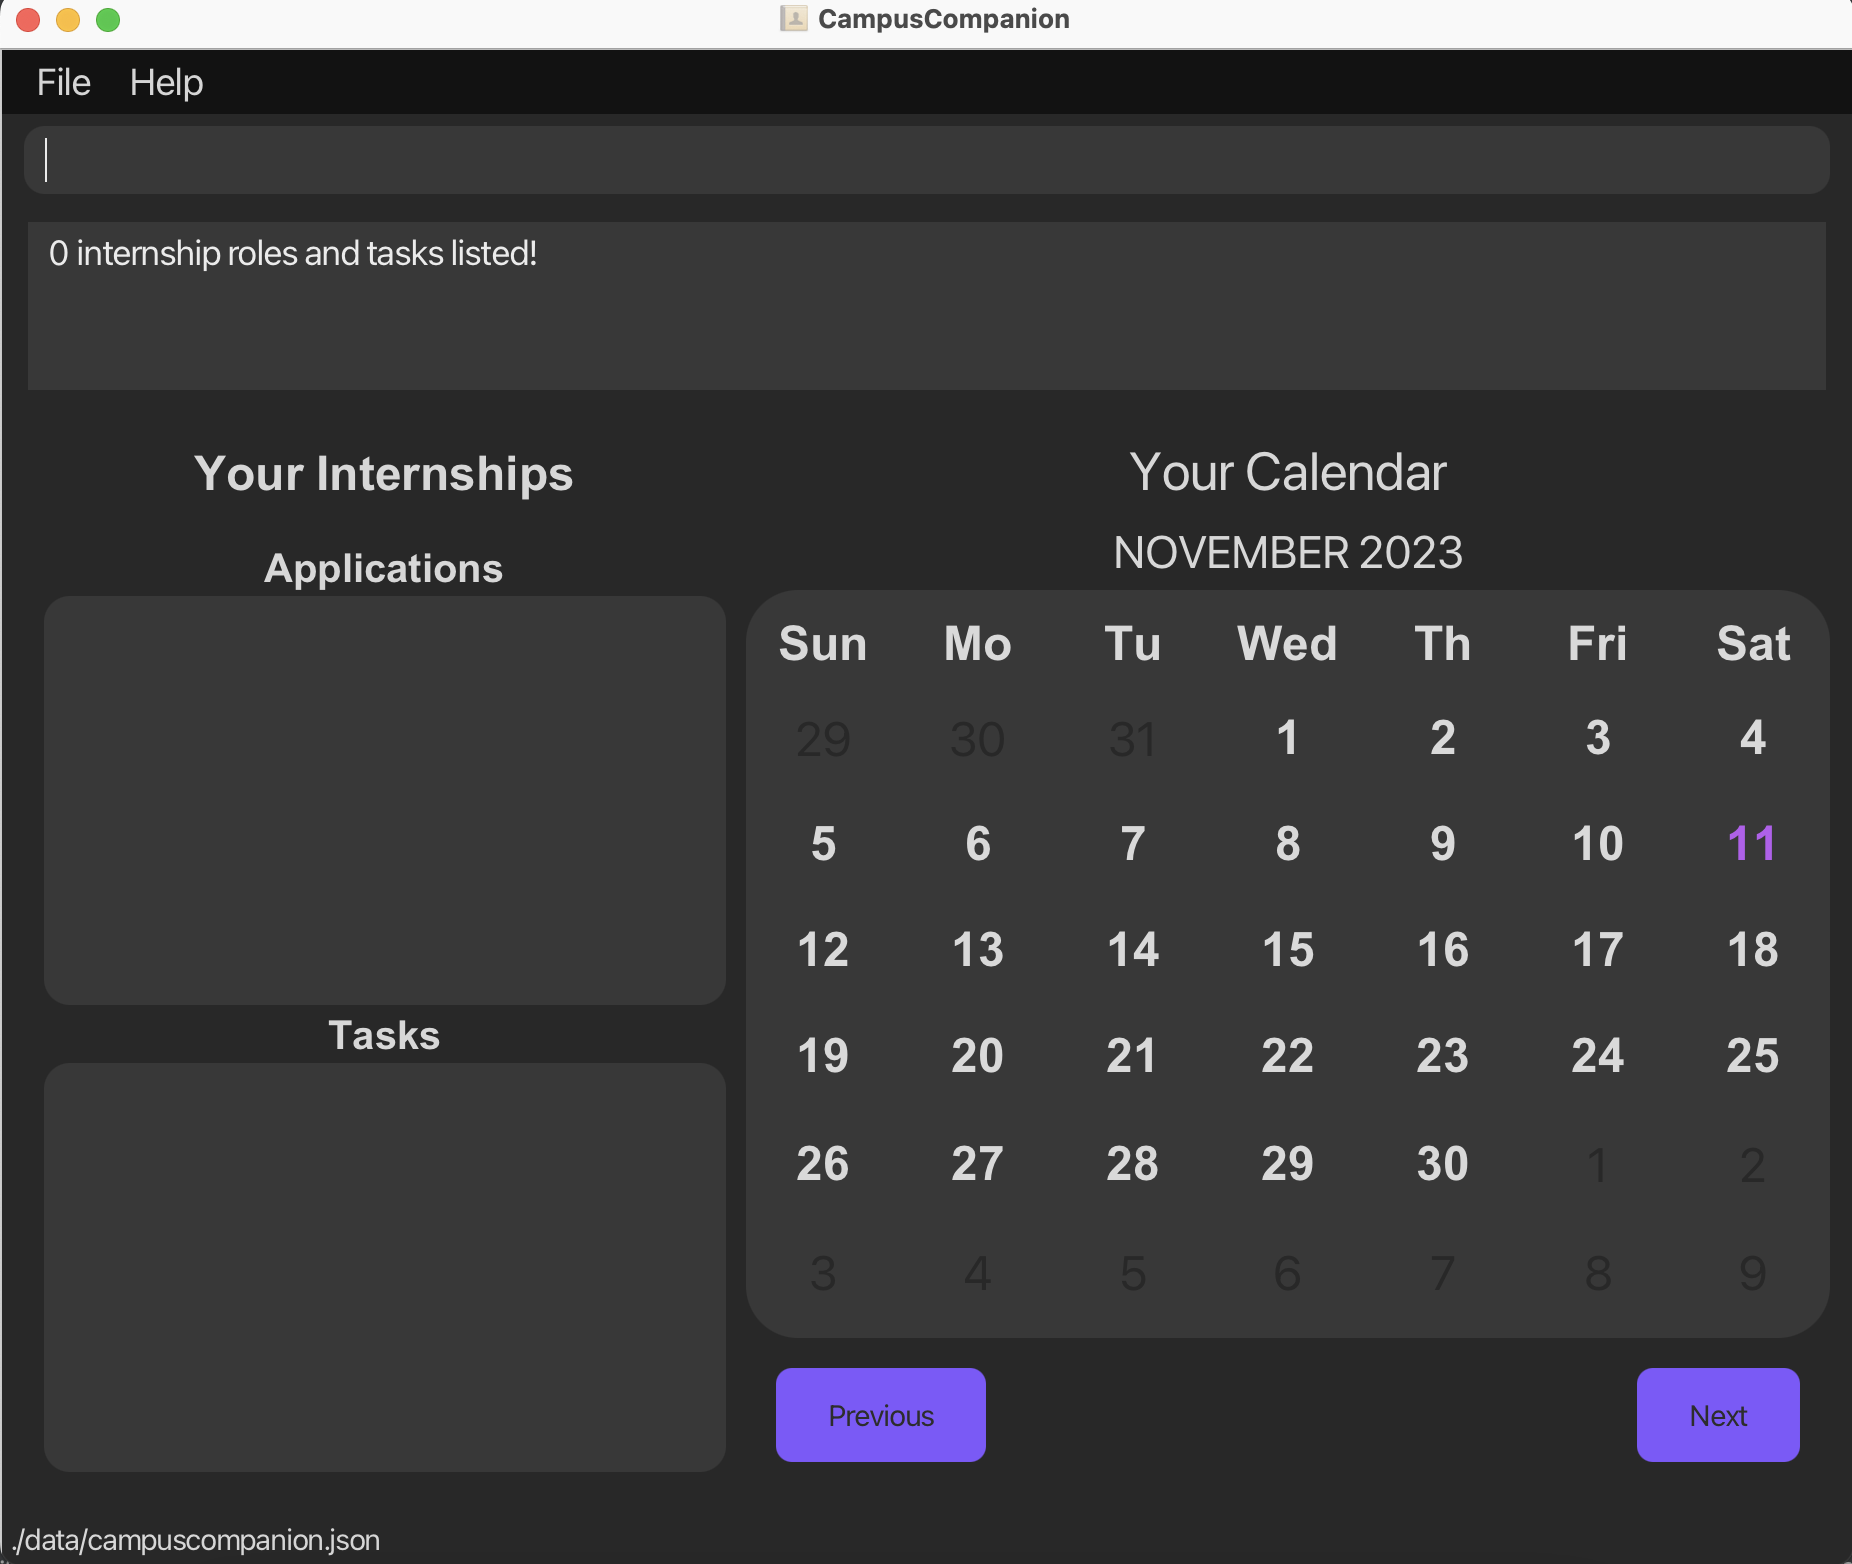 CampusCompanion
File Help
0 internship roles and tasks listed!
Your Internships
Applications
Tasks
Your Calendar
NOVEMBER 2023
Sun Mo Tu Wed Th Fri Sat
29 30 31 1 2 3 4
5 6 7 8 9 10 11
12 13 14 15 16 17 18
19 20 21 22 23 24 25
26 27 28 29 30 1 2
3 4 5 6 7 8 9
Previous Next
./data/campuscompanion.json